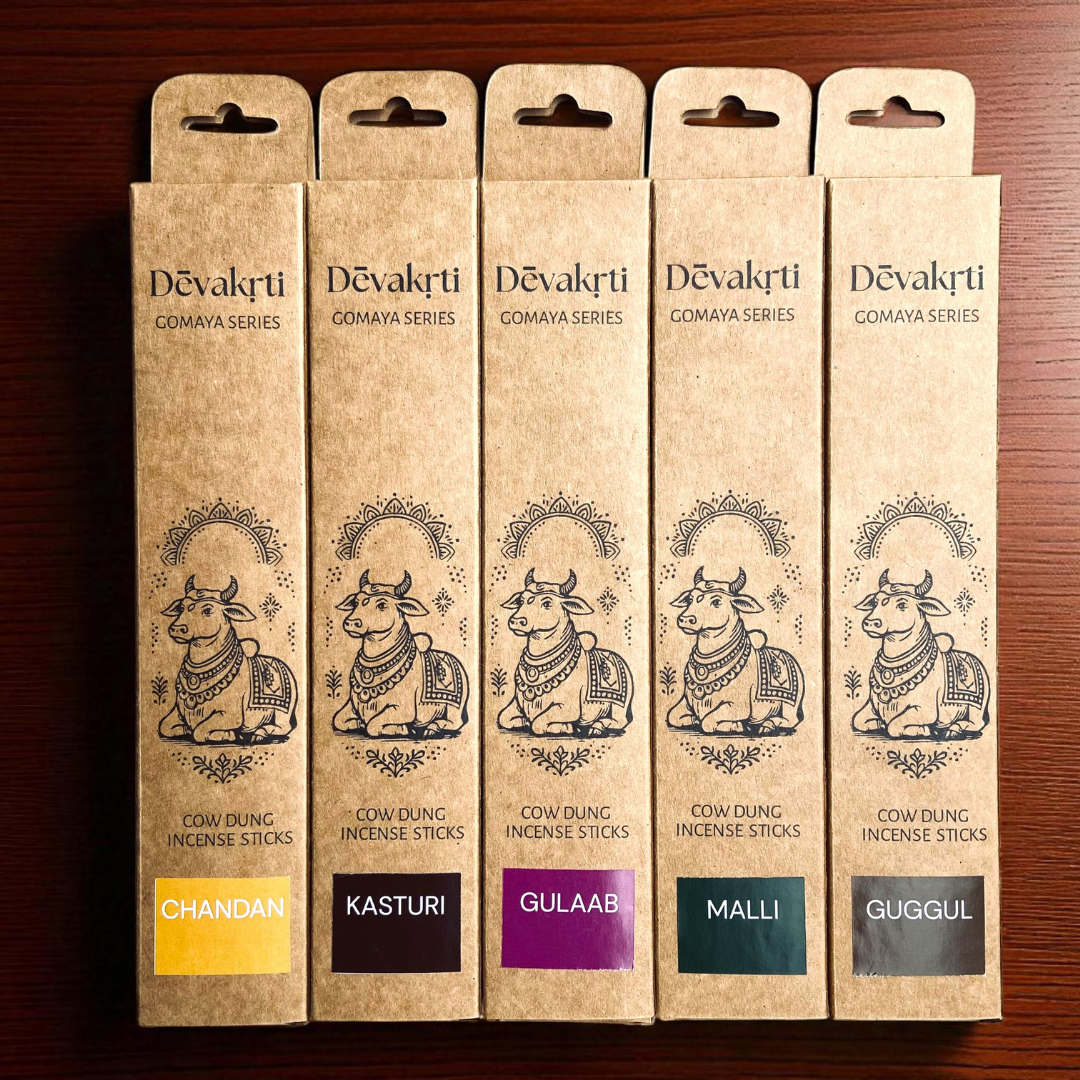 Dēvakṛti
GOMAYA SERIES
COW DUNG
INCENSE STICKS
CHANDAN
Dēvakṛti
GOMAYA SERIES
COW DUNG
INCENSE STICKS
KASTURI
Dēvakṛti
GOMAYA SERIES
COW DUNG
INCENSE STICKS
GULAAB
Dēvakṛti
GOMAYA SERIES
COW DUNG
INCENSE STICKS
MALLI
Dēvakṛti
GOMAYA SERIES
COW DUNG
INCENSE STICKS
GUGGUL